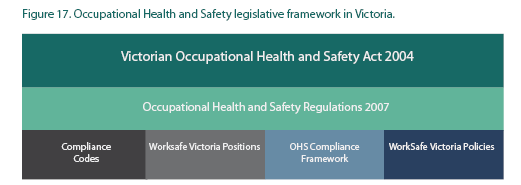 Figure 17. Occupational Health and Safety legislative framework in Victoria.
Victorian Occupational Health and Safety Act 2004
Occupational Health and Safety Regulations 2007
Compliance
Codes
Worksafe Victoria Positions
OHS Compliance
Framework
WorkSafe Victoria Policies